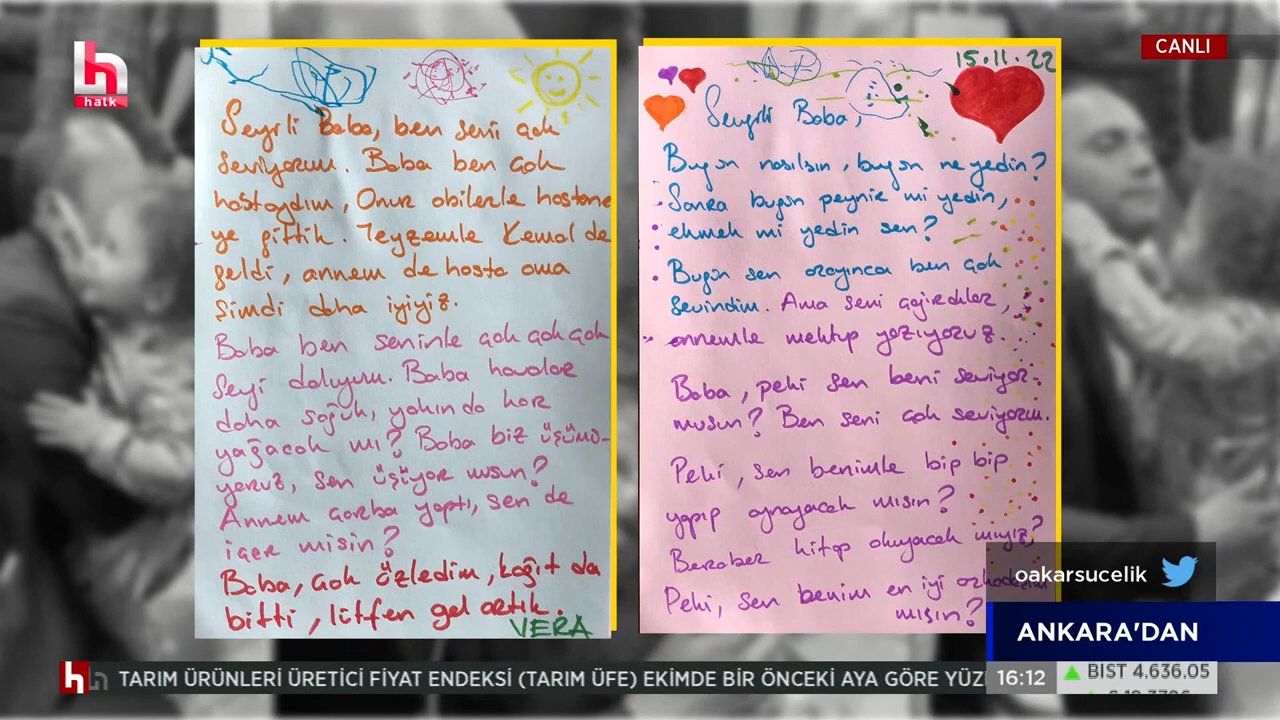 halk
CANLI
Sevgili Baba, ben seni çok
seviyorum. Baba ben çok
hastaydım, Onur abilerle hastane
ye gittik. Teyzemle Kemal de
geldi, annem de hasta ama
şimdi daha iyiyiz.
Baba ben seninle çok çok çok
şeyi doluyum. Baba havalar
daha soğuk, yakında kar
yağacak mı? Baba biz üşümü-
yoruz, sen üşüyor musun?
Annem çorba yaptı, sen de
içer misin?
Baba, çok özledim, kağıt da
bitti, lütfen gel artık.
VERA
15.11.22
Sevgili Baba,
Bugün nasılsın, bugün ne yedin?
Sonra bugün peynir mi yedin,
ekmek mi yedin sen?
Bugün sen arayınca ben çok
sevindim. Ama seni
annemle mektup yazıyoruz.
Baba, peki sen beni seviyor-
musun? Ben seni çok seviyorum.
Peki, sen benimle bip bip
yapıp oynayacak mısın?
Beraber kitap okuyacak mıyız?
Peki, sen benim en iyi arkadaşım
mısın?
oakarsucelik
ANKARA'DAN
h TARIM ÜRÜNLERİ ÜRETİCİ FİYAT ENDEKSİ (TARIM ÜFE) EKİMDE BİR ÖNCEKİ AYA GÖRE YÜZ
16:12
BIST 4.636.05